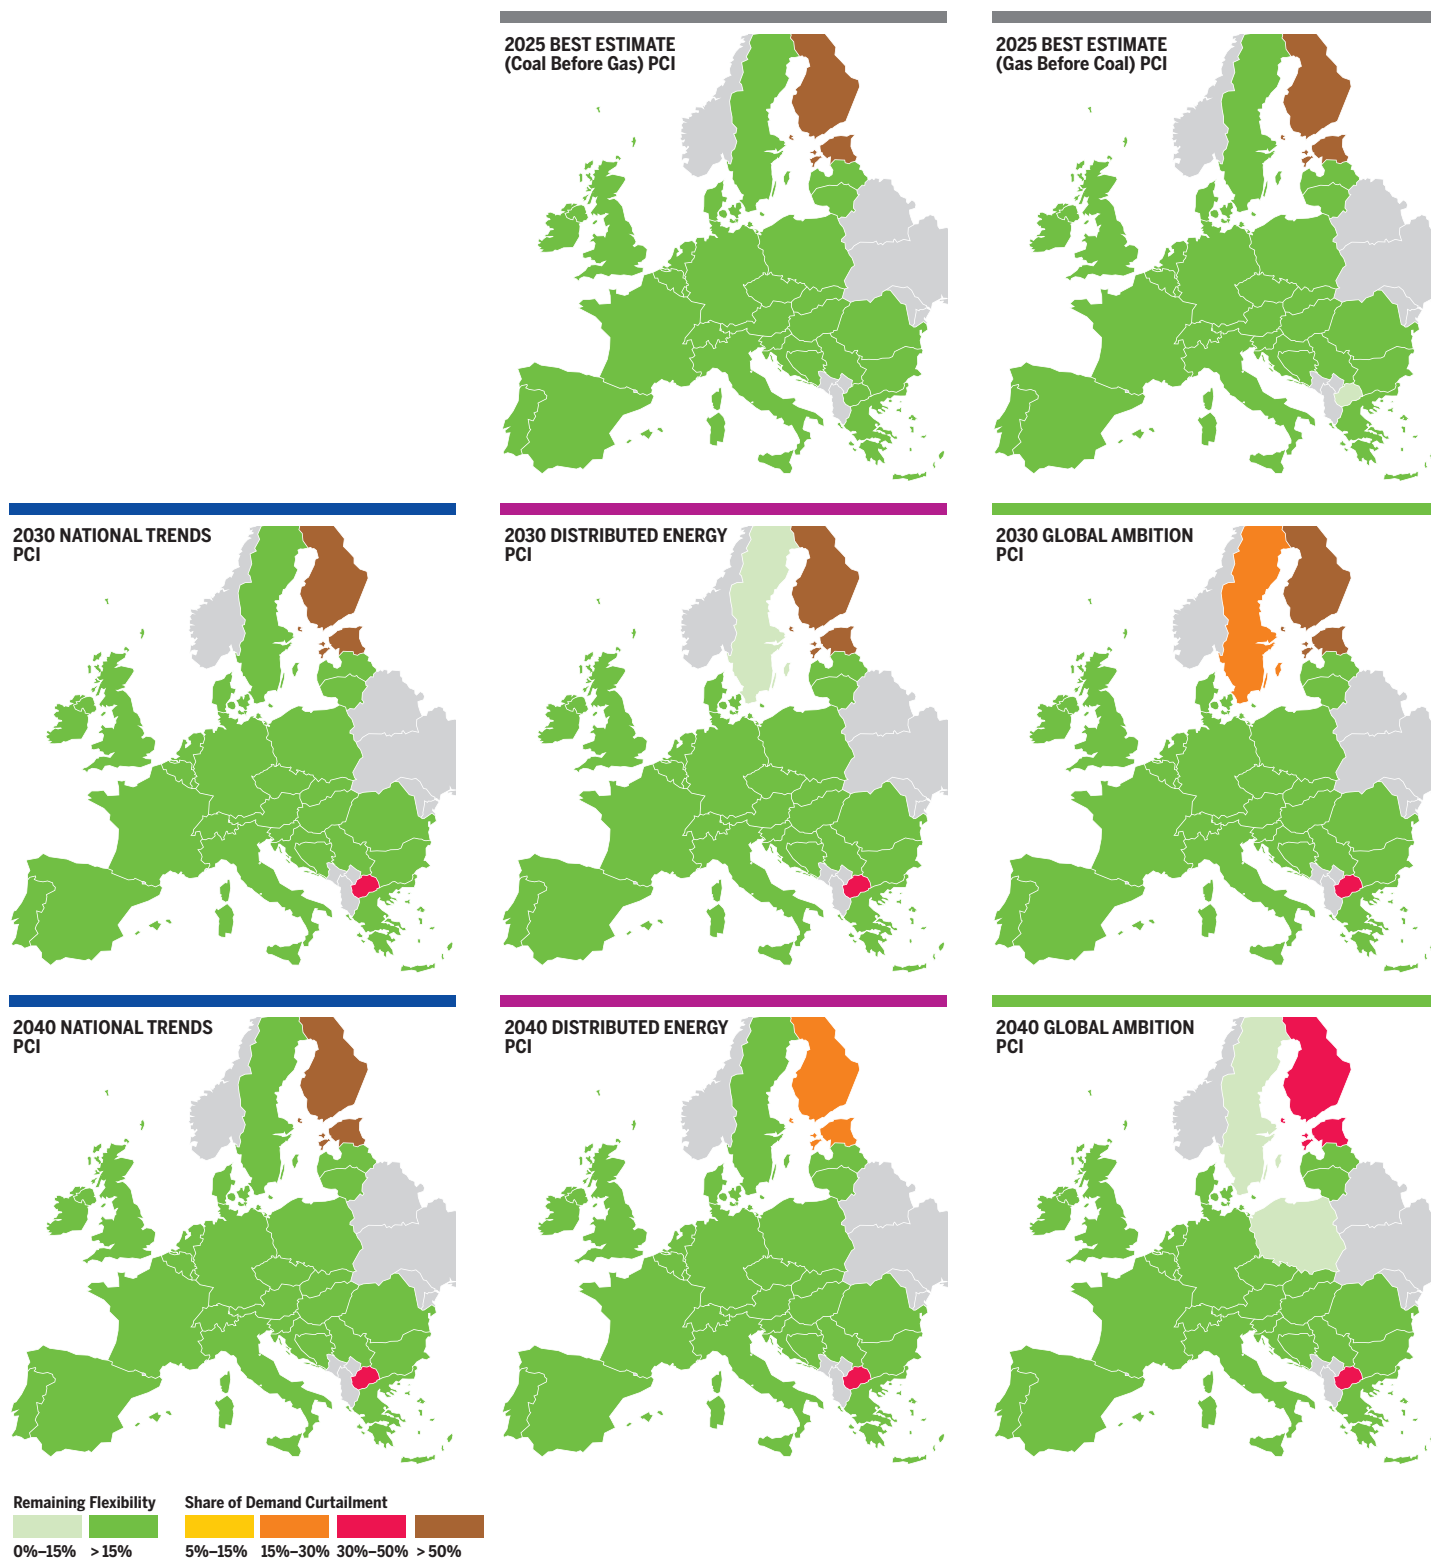 2025 BEST ESTIMATE
(Coal Before Gas) PCI
2025 BEST ESTIMATE
(Gas Before Coal) PCI
2030 NATIONAL TRENDS
PCI
2030 DISTRIBUTED ENERGY
PCI
2030 GLOBAL AMBITION
PCI
2040 NATIONAL TRENDS
PCI
2040 DISTRIBUTED ENERGY
PCI
2040 GLOBAL AMBITION
PCI
Remaining Flexibility
0%–15% > 15%
Share of Demand Curtailment
5%–15% 15%–30% 30%–50% > 50%